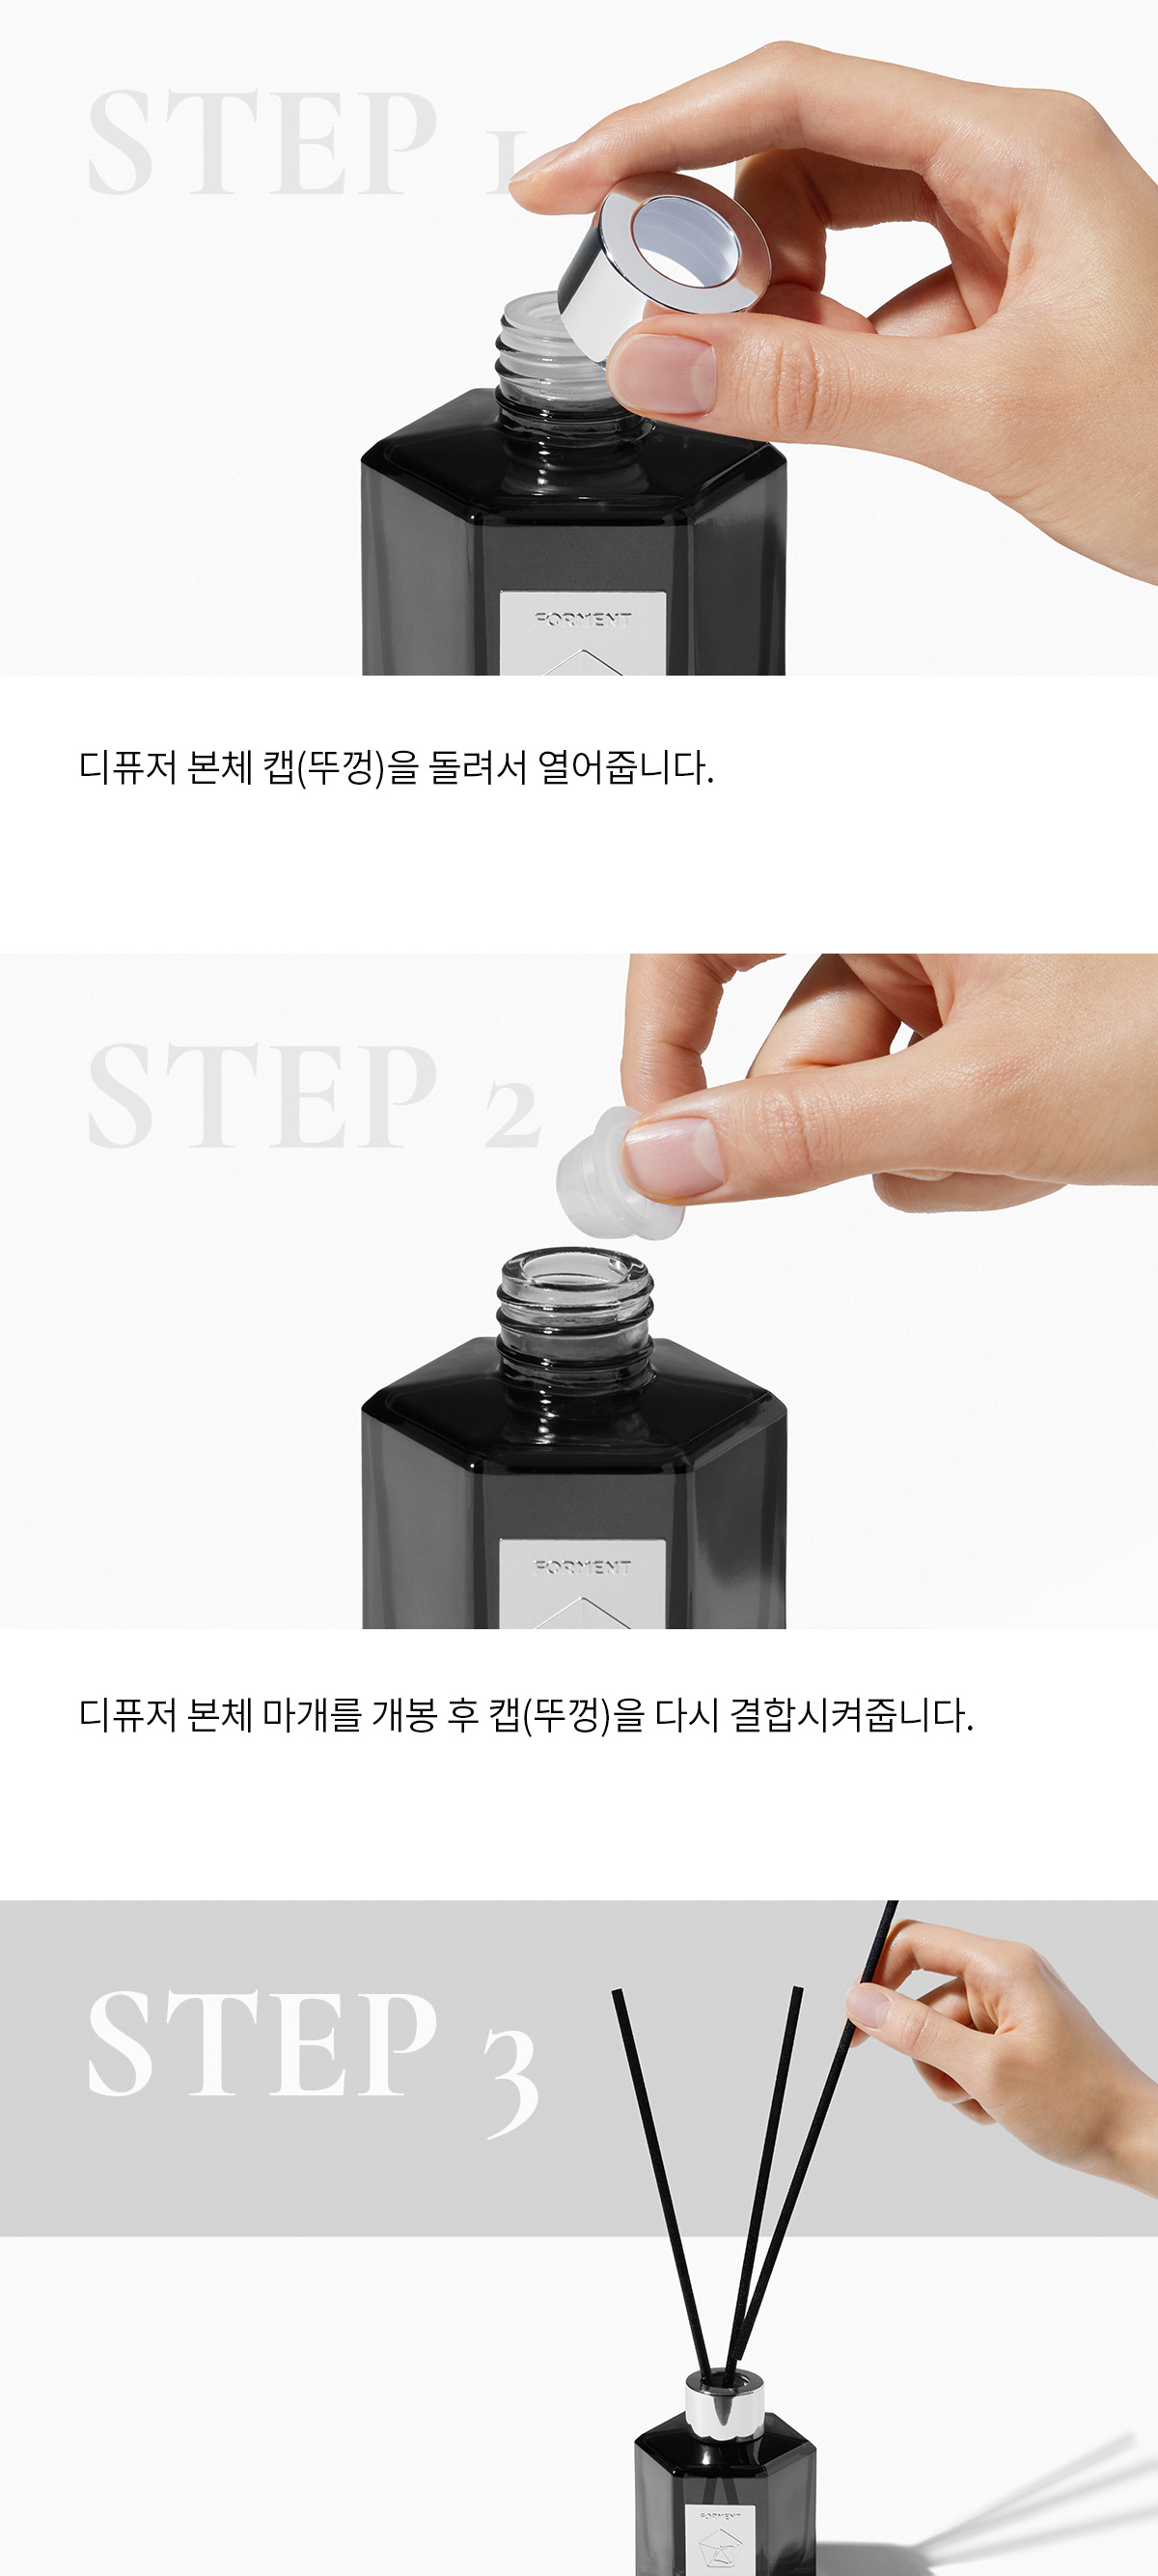 STEP 1
FORMENT
디퓨저 본체 캡(뚜껑)을 돌려서 열어줍니다.
STEP 2
FORMENT
디퓨저 본체 마개를 개봉 후 캡(뚜껑)을 다시 결합시켜줍니다.
STEP 3
FORMENT